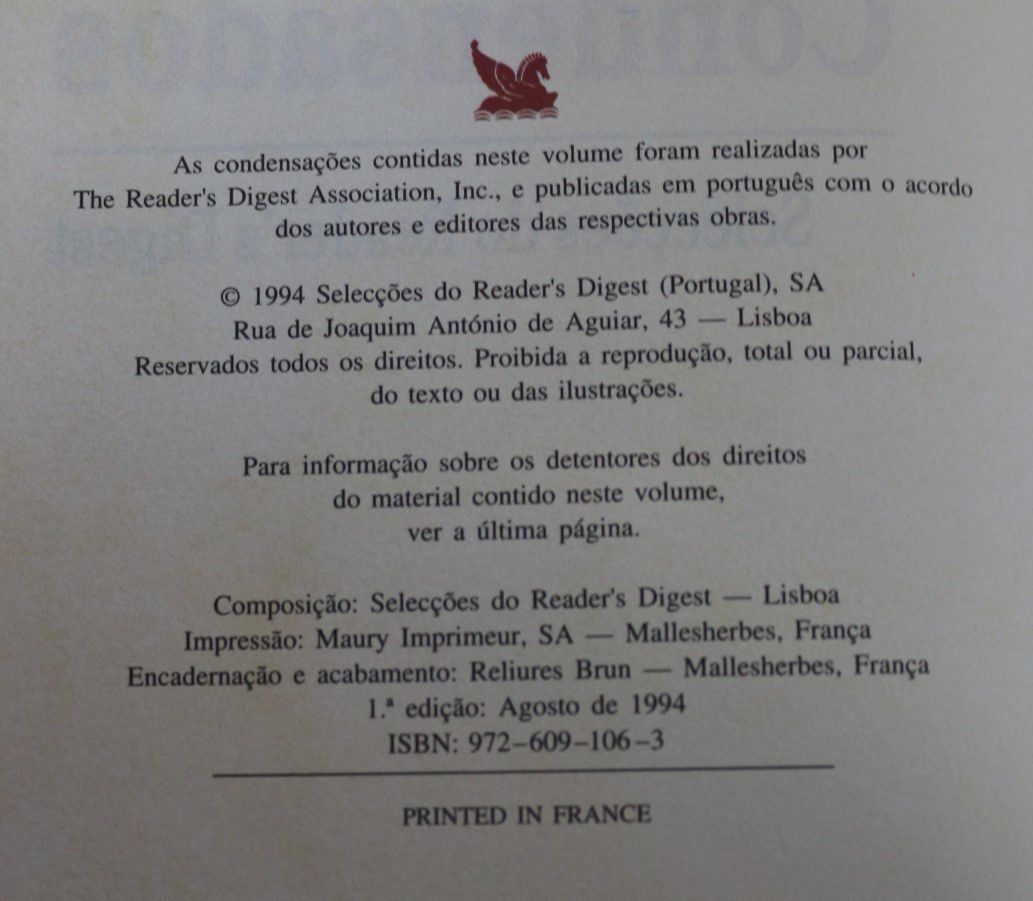 As condensações contidas neste volume foram realizadas por
The Reader's Digest Association, Inc., e publicadas em português com o acordo
dos autores e editores das respectivas obras.
© 1994 Selecções do Reader's Digest (Portugal), SA
Rua de Joaquim António de Aguiar, 43 — Lisboa
Reservados todos os direitos. Proibida a reprodução, total ou parcial,
do texto ou das ilustrações.
Para informação sobre os detentores dos direitos
do material contido neste volume,
ver a última página.
Composição: Selecções do Reader's Digest — Lisboa
Impressão: Maury Imprimeur, SA — Mallesherbes, França
Encadernação e acabamento: Reliures Brun — Mallesherbes, França
1.ª edição: Agosto de 1994
ISBN: 972–609–106–3
PRINTED IN FRANCE